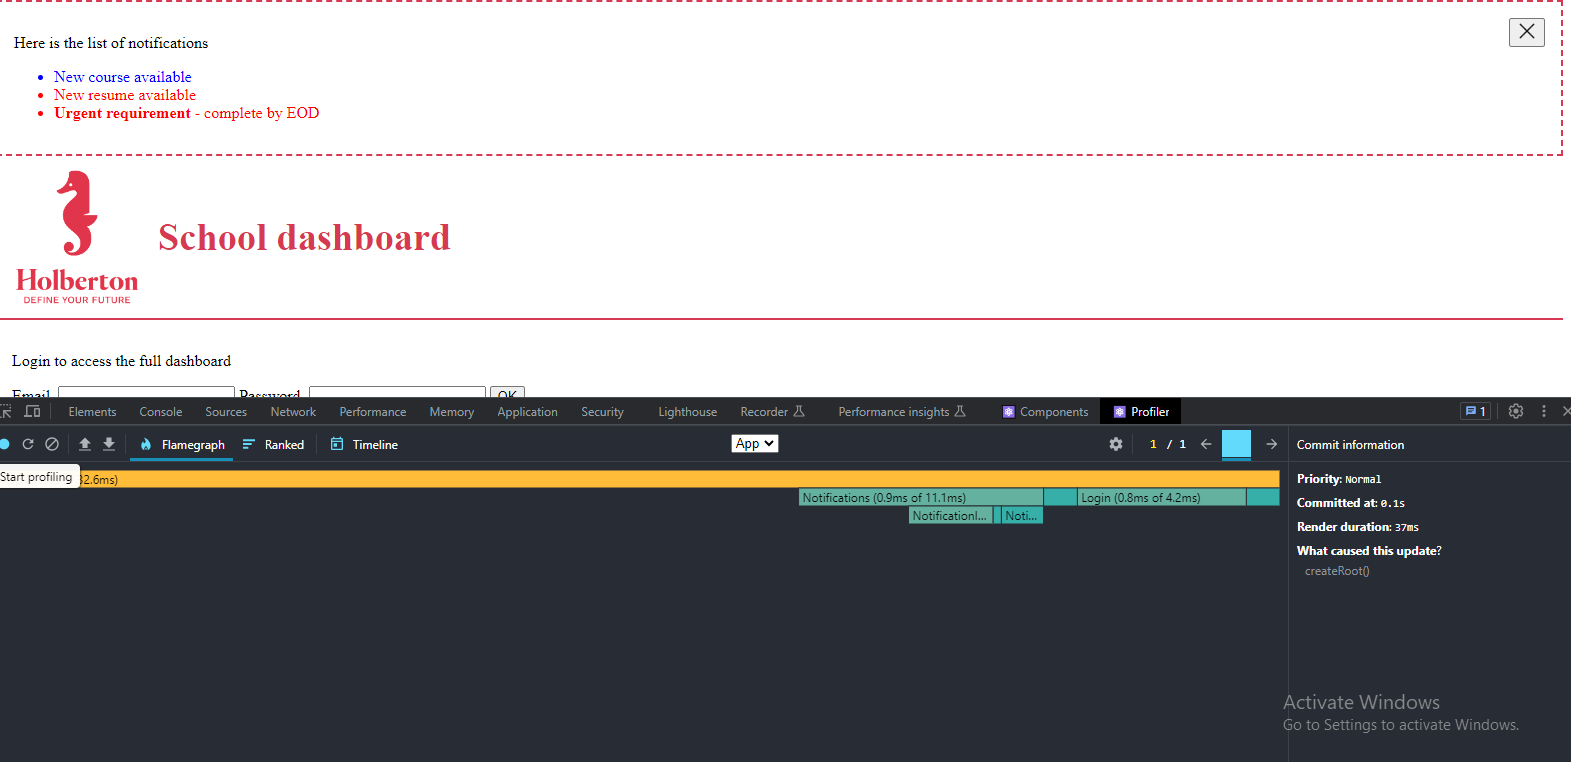 Here is the list of notifications
New course available
New resume available
Urgent requirement - complete by EOD
Holberton
DEFINE YOUR FUTURE
School dashboard
Login to access the full dashboard
Email Password OK
Elements Console Sources Network Performance Memory Application Security Lighthouse Recorder Performance insights Components Profiler 1
Flamegraph Ranked Timeline App 1 / 1 Commit information
Start profiling 2.6ms)
Notifications (0.9ms of 11.1ms) Login (0.8ms of 4.2ms)
NotificationI... Noti...
Priority: Normal
Committed at: 0.1s
Render duration: 37ms
What caused this update?
createRoot()
Activate Windows
Go to Settings to activate Windows.